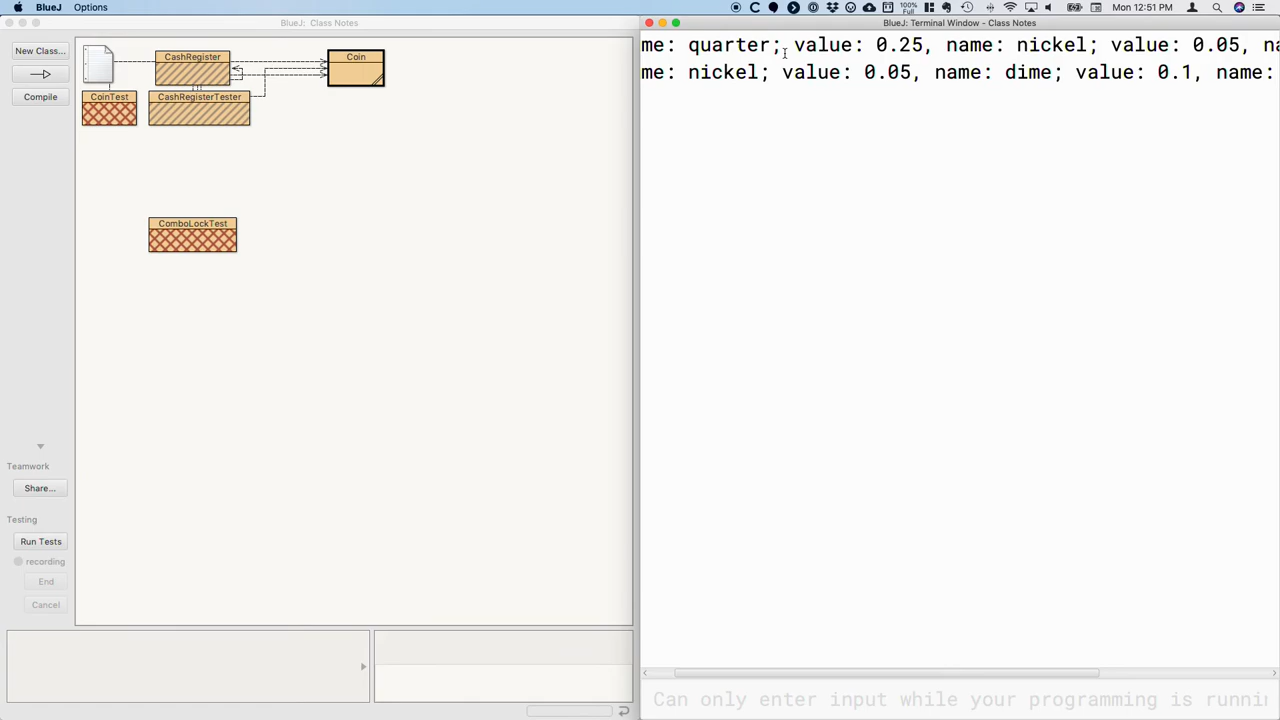 BlueJ Options
100% Full
Mon 12:51 PM
BlueJ: Class Notes
New Class...
Compile
CashRegister
Coin
CoinTest
CashRegisterTester
ComboLockTest
Teamwork
Share...
Testing
Run Tests
recording
End
Cancel
BlueJ: Terminal Window - Class Notes
me: quarter; value: 0.25, name: nickel; value: 0.05, na
me: nickel; value: 0.05, name: dime; value: 0.1, name:
Can only enter input while your programming is runnin